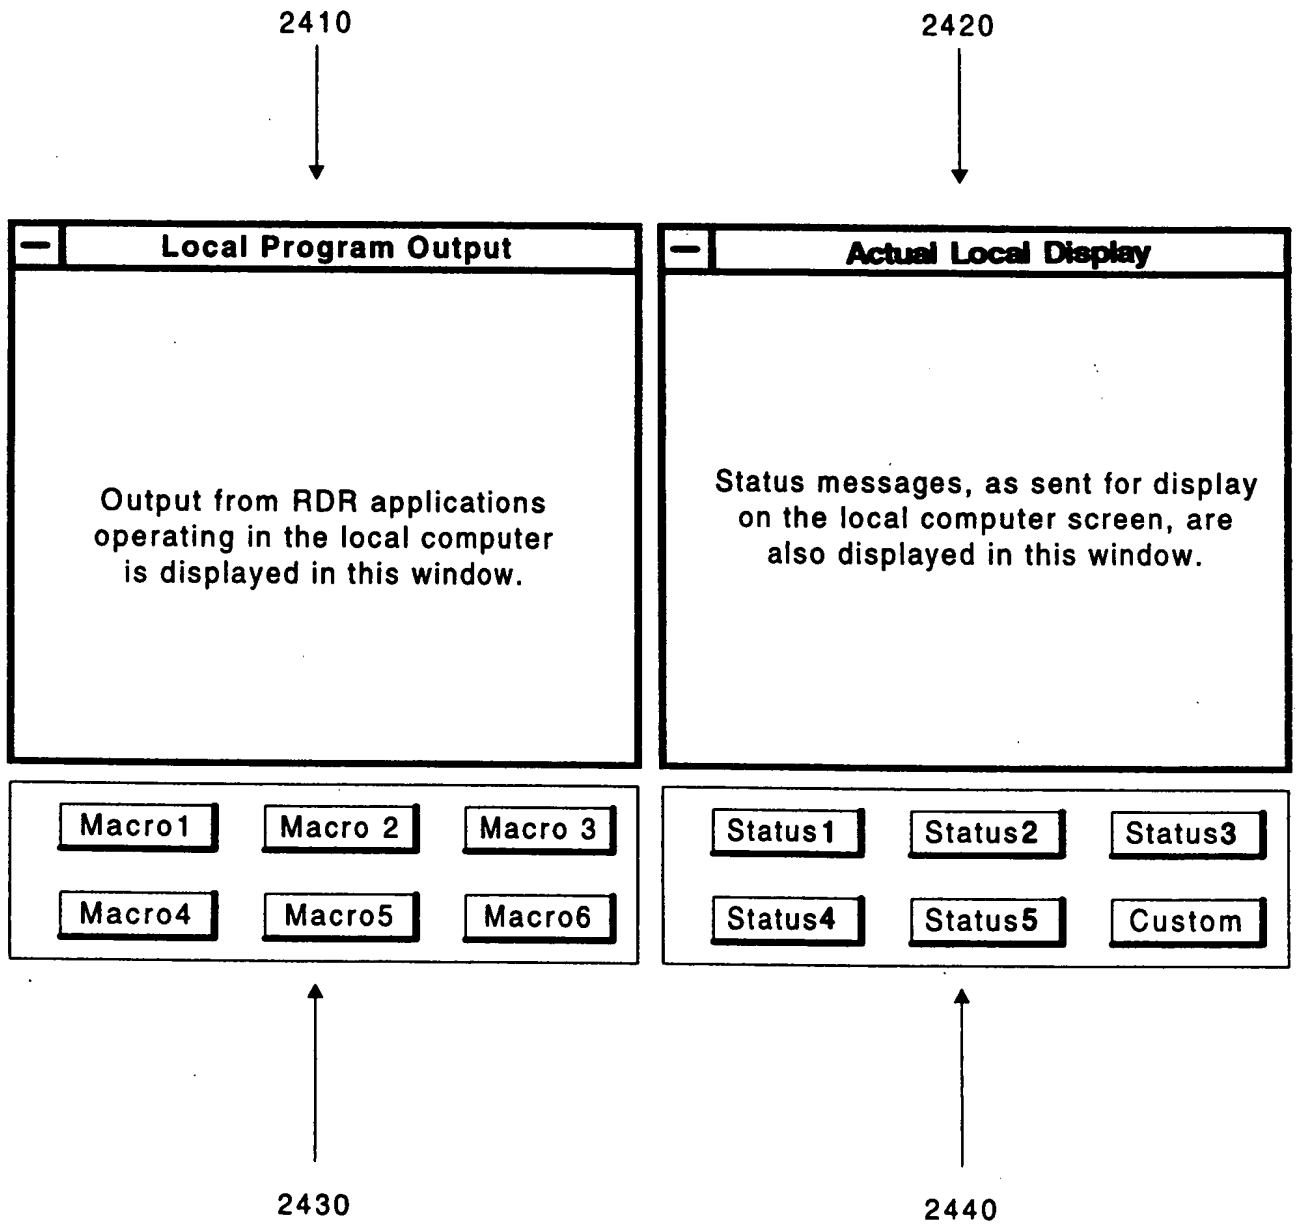 2410
2420
Local Program Output
Actual Local Display
Output from RDR applications
operating in the local computer
is displayed in this window.
Status messages, as sent for display
on the local computer screen, are
also displayed in this window.
Macro1
Macro 2
Macro 3
Macro4
Macro5
Macro6
Status1
Status2
Status3
Status4
Status5
Custom
2430
2440